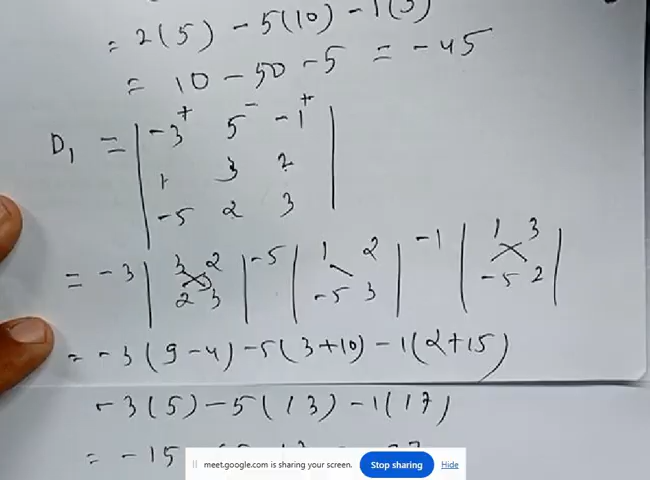 = 2(5) - 5(10) - 1(5)
= 10 - 50 - 5 = -45
D₁ = | -3⁺ 5⁻ -1⁺ |
| 1 3 2 |
| -5 2 3 |
= -3 | 3 2 | -5 | 1 2 | -1 | 1 3 |
| 2 3 | | -5 3 | | -5 2 |
= -3(9-4) -5(3+10) -1(2+15)
-3(5) -5(13) -1(17)
= -15
meet.google.com is sharing your screen. Stop sharing Hide